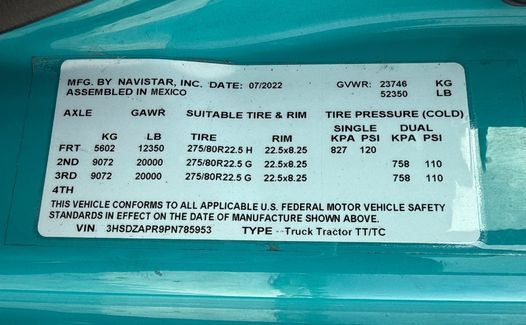 MFG. BY NAVISTAR, INC. DATE: 07/2022 GVWR: 23746 KG
ASSEMBLED IN MEXICO 52350 LB
AXLE GAWR SUITABLE TIRE & RIM TIRE PRESSURE (COLD)
SINGLE DUAL
KG LB TIRE RIM KPA PSI KPA PSI
FRT 5602 12350 275/80R22.5 H 22.5x8.25 827 120
2ND 9072 20000 275/80R22.5 G 22.5x8.25 758 110
3RD 9072 20000 275/80R22.5 G 22.5x8.25 758 110
4TH
THIS VEHICLE CONFORMS TO ALL APPLICABLE U.S. FEDERAL MOTOR VEHICLE SAFETY
STANDARDS IN EFFECT ON THE DATE OF MANUFACTURE SHOWN ABOVE.
VIN 3HSDZAPR9PN785953 TYPE -- Truck Tractor TT/TC